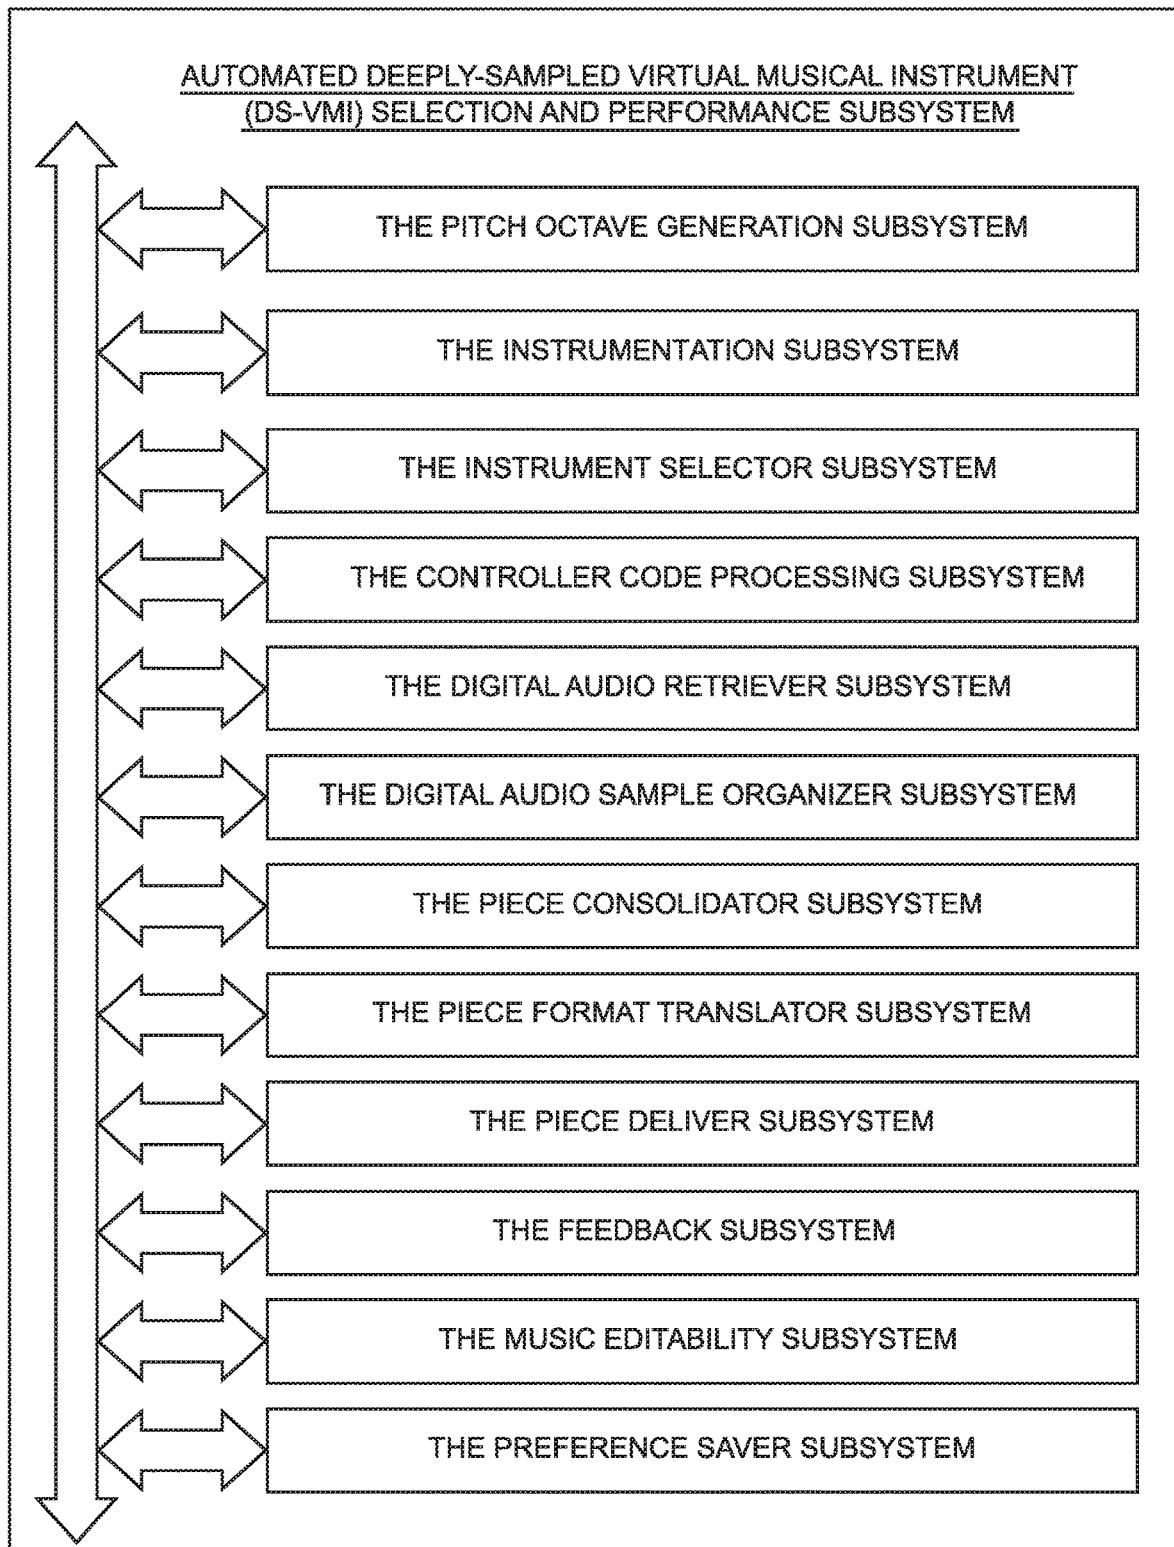 AUTOMATED DEEPLY-SAMPLED VIRTUAL MUSICAL INSTRUMENT
(DS-VMI) SELECTION AND PERFORMANCE SUBSYSTEM
THE PITCH OCTAVE GENERATION SUBSYSTEM
THE INSTRUMENTATION SUBSYSTEM
THE INSTRUMENT SELECTOR SUBSYSTEM
THE CONTROLLER CODE PROCESSING SUBSYSTEM
THE DIGITAL AUDIO RETRIEVER SUBSYSTEM
THE DIGITAL AUDIO SAMPLE ORGANIZER SUBSYSTEM
THE PIECE CONSOLIDATOR SUBSYSTEM
THE PIECE FORMAT TRANSLATOR SUBSYSTEM
THE PIECE DELIVER SUBSYSTEM
THE FEEDBACK SUBSYSTEM
THE MUSIC EDITABILITY SUBSYSTEM
THE PREFERENCE SAVER SUBSYSTEM